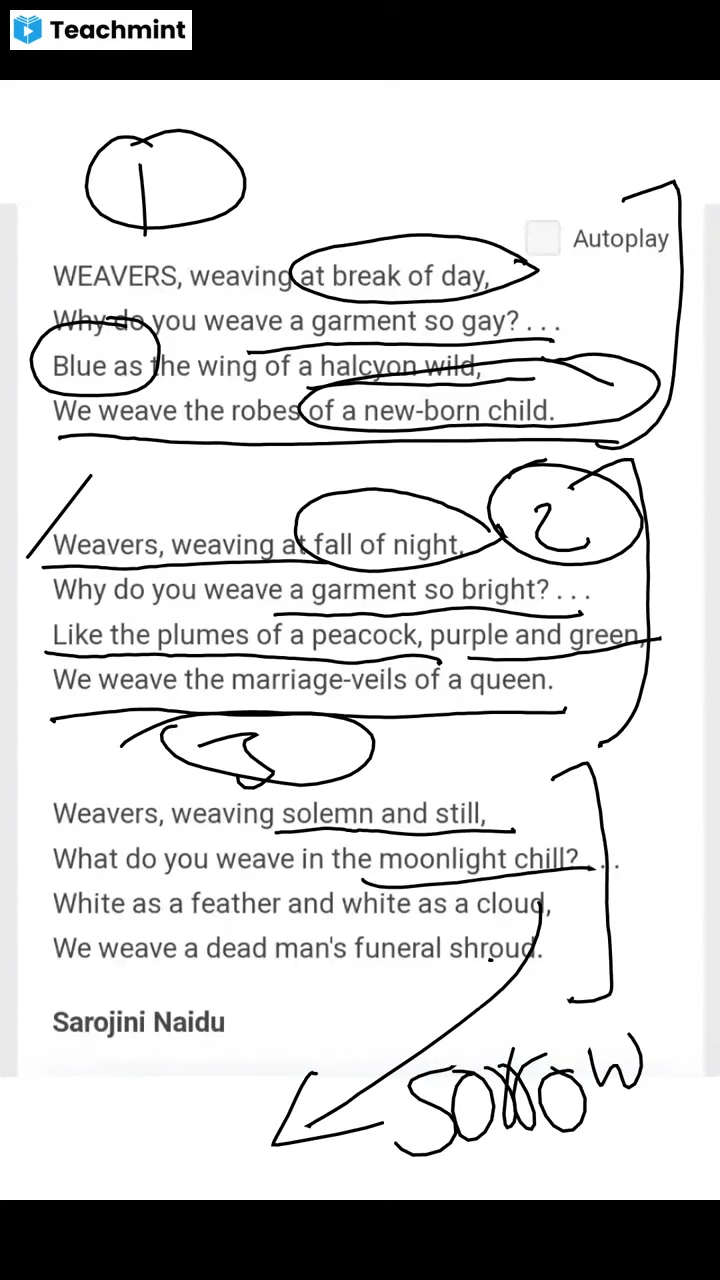 Teachmint
1
Autoplay
WEAVERS, weaving at break of day,
Why do you weave a garment so gay? . . .
Blue as the wing of a halcyon wild,
We weave the robes of a new-born child.
2
Weavers, weaving at fall of night,
Why do you weave a garment so bright? . . .
Like the plumes of a peacock, purple and green,
We weave the marriage-veils of a queen.
3
Weavers, weaving solemn and still,
What do you weave in the moonlight chill? . . .
White as a feather and white as a cloud,
We weave a dead man's funeral shroud.
Sarojini Naidu
SORROW